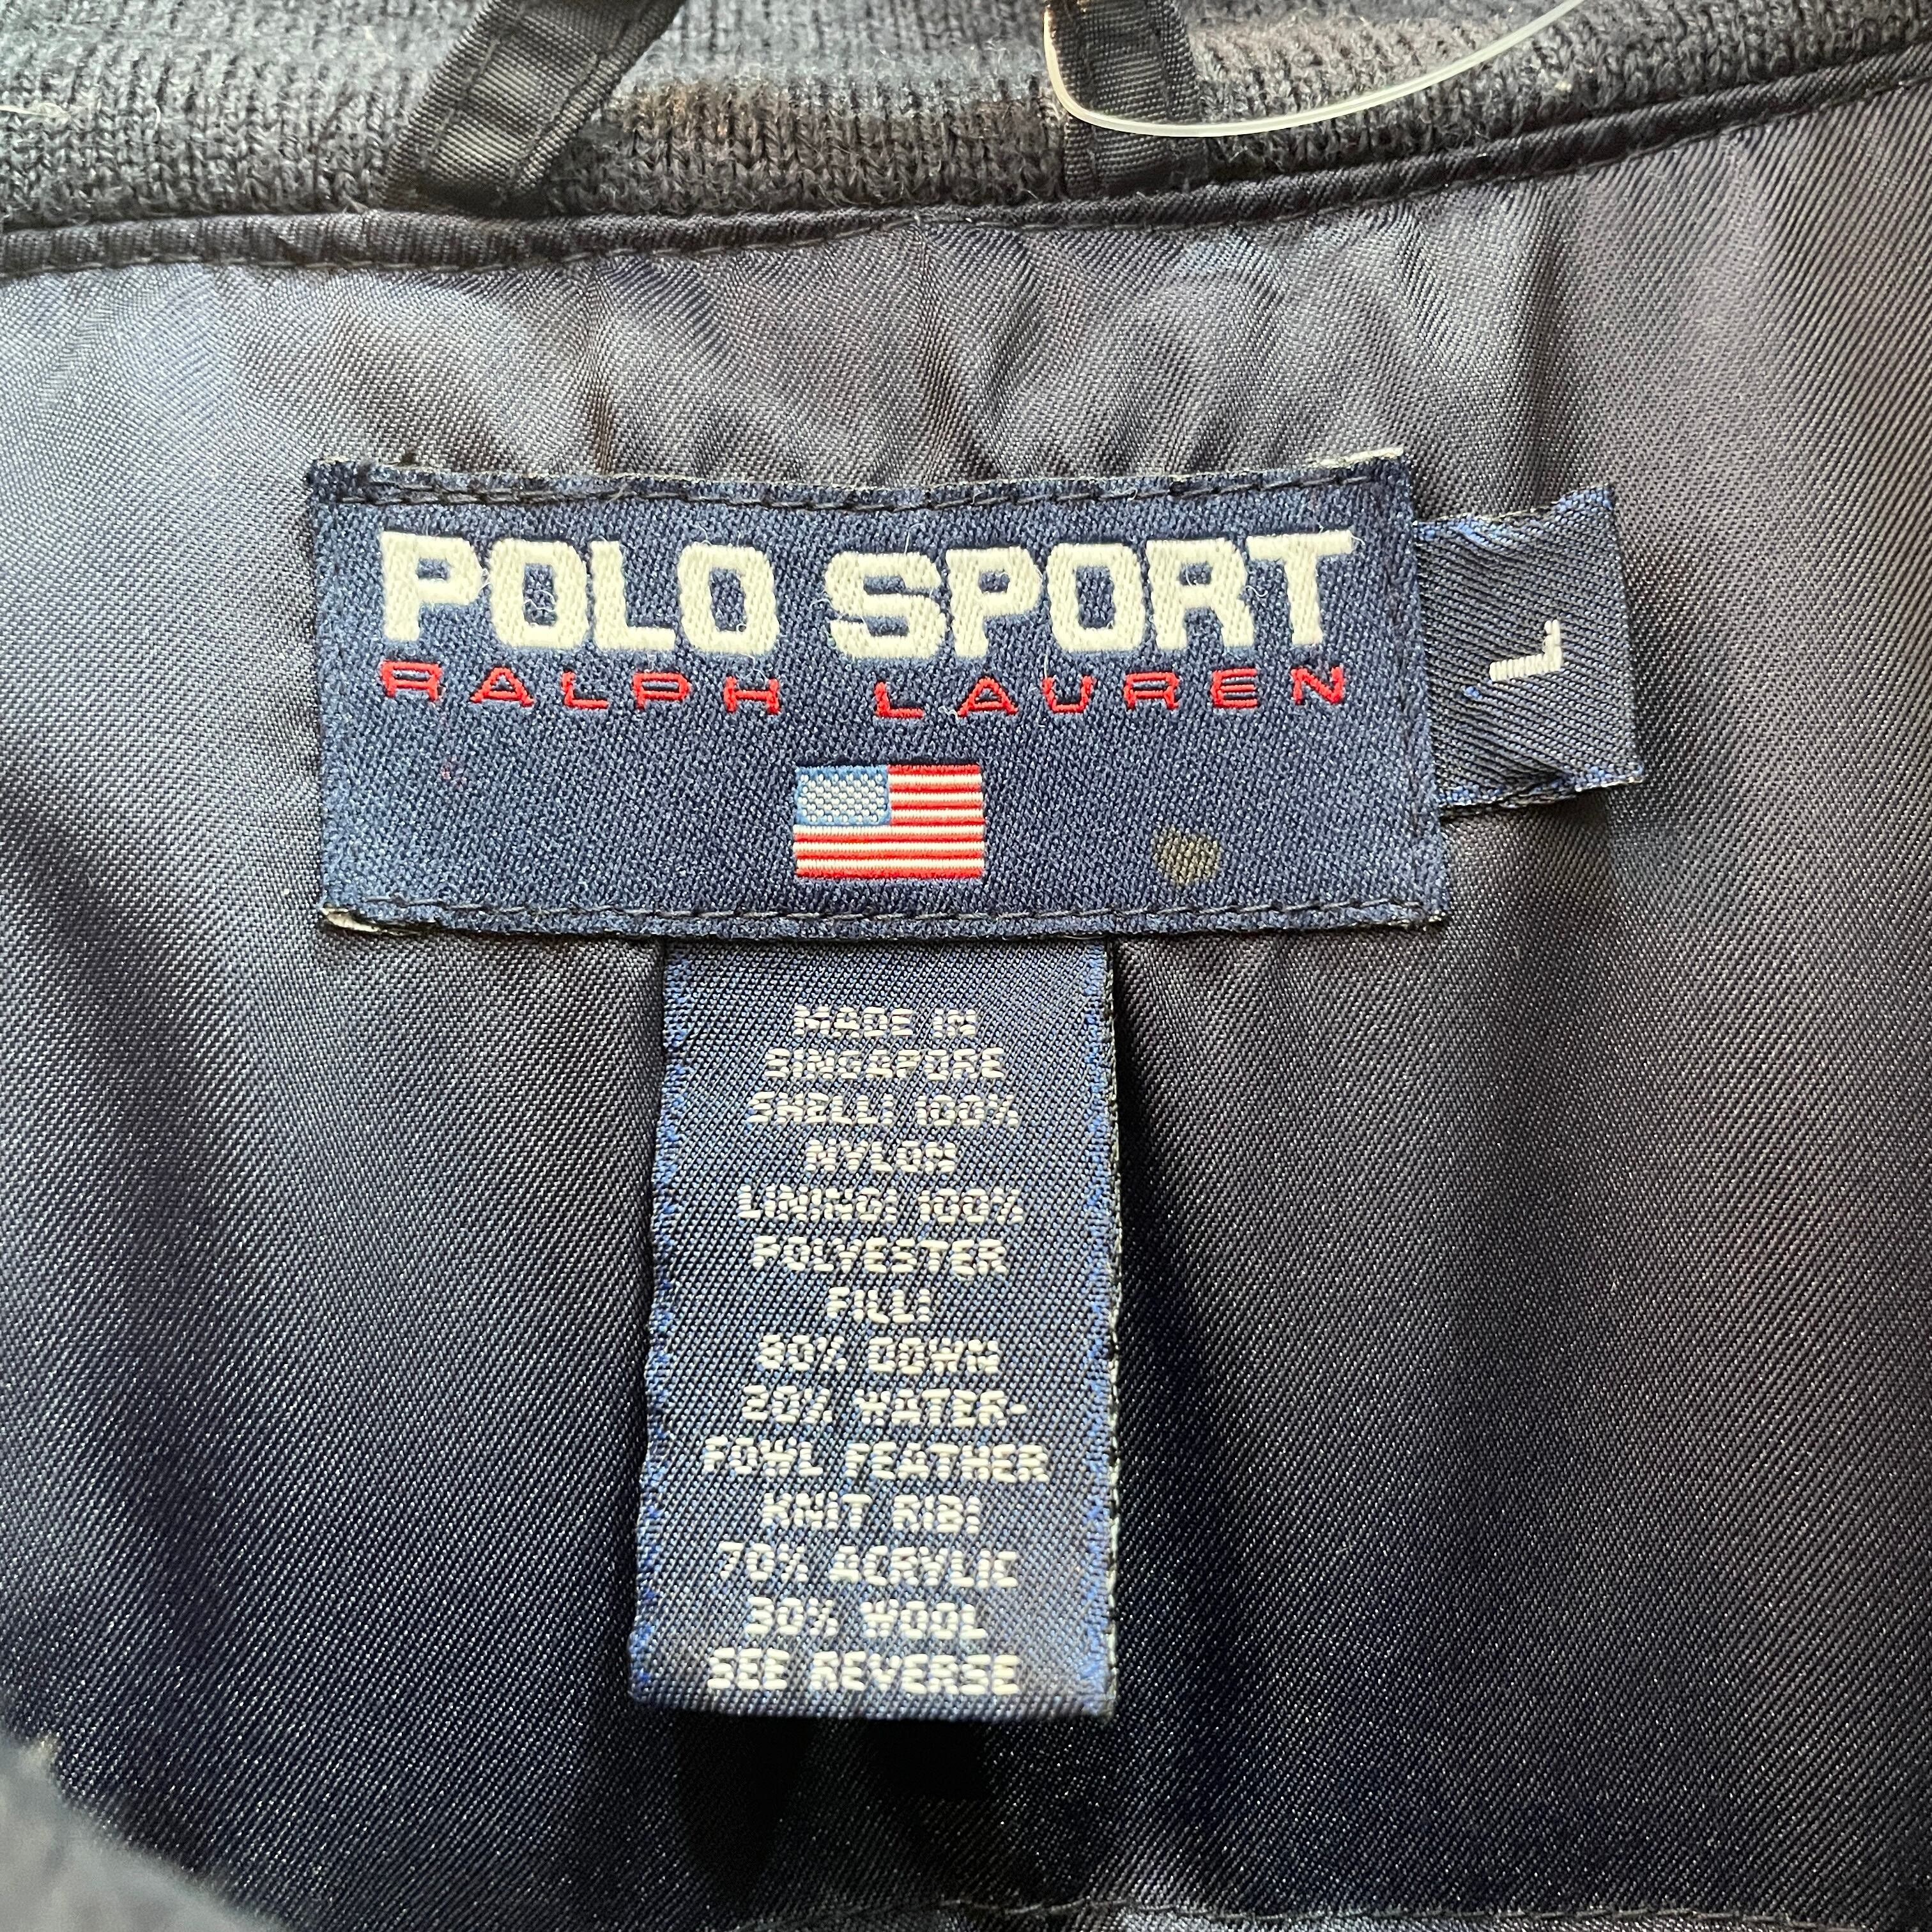 POLO SPORT
RALPH LAUREN
L
MADE IN
SINGAPORE
SHELL: 100%
NYLON
LINING: 100%
POLYESTER
FILL:
80% DOWN
20% WATER-
FOWL FEATHER
KNIT RIB:
70% ACRYLIC
30% WOOL
SEE REVERSE